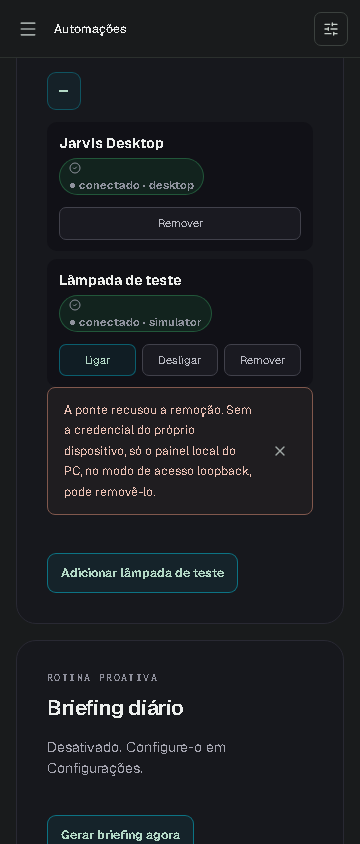 Automações
–
Jarvis Desktop
● conectado · desktop
Remover
Lâmpada de teste
● conectado · simulator
Ligar
Desligar
Remover
A ponte recusou a remoção. Sem
a credencial do próprio
dispositivo, só o painel local do
PC, no modo de acesso loopback,
pode removê-lo.
Adicionar lâmpada de teste
ROTINA PROATIVA
Briefing diário
Desativado. Configure-o em
Configurações.
Gerar briefing agora